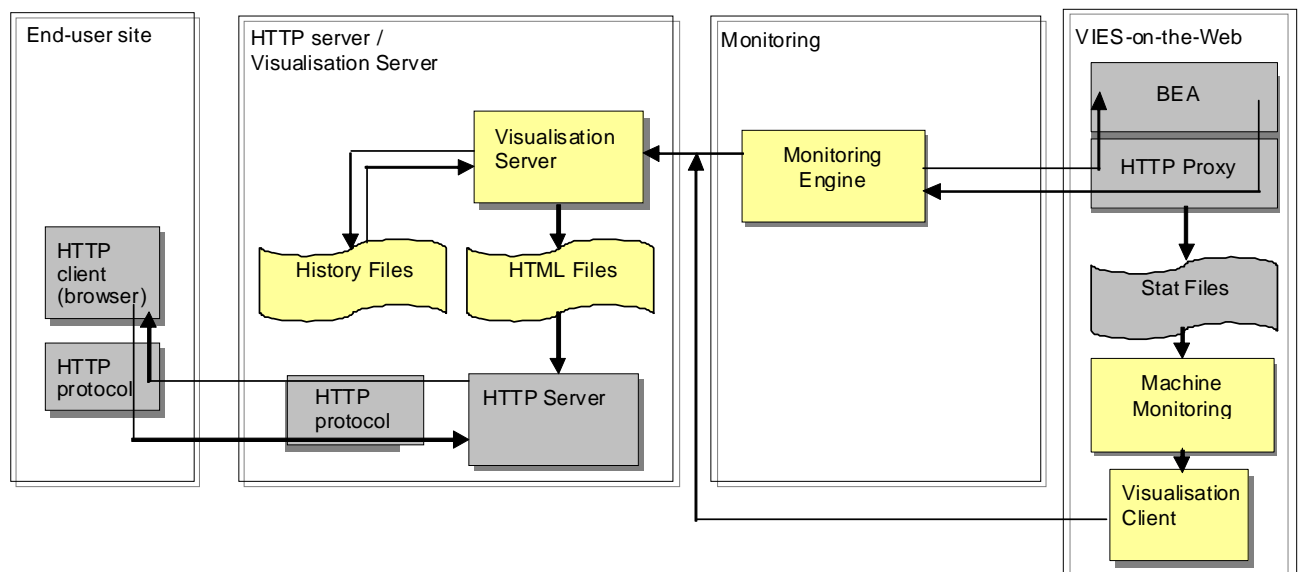 End-user site
HTTP
client
(browser)
HTTP
protocol
HTTP server /
Visualisation Server
Visualisation
Server
History Files
HTML Files
HTTP
protocol
HTTP Server
Monitoring
Monitoring
Engine
VIES-on-the-Web
BEA
HTTP Proxy
Stat Files
Machine
Monitoring
Visualisation
Client